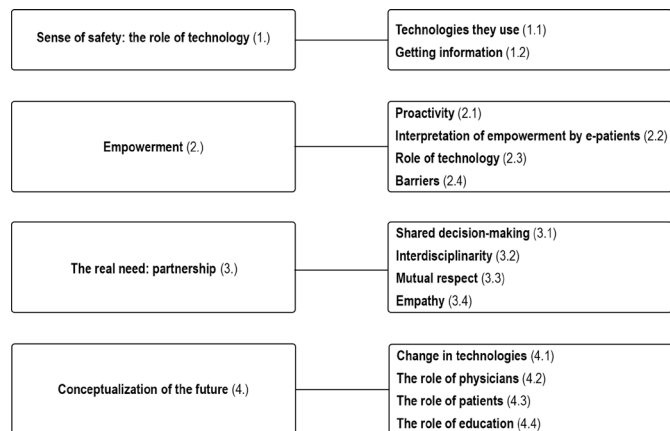 Sense of safety: the role of technology (1.)
Technologies they use (1.1)
Getting information (1.2)
Empowerment (2.)
Proactivity (2.1)
Interpretation of empowerment by e-patients (2.2)
Role of technology (2.3)
Barriers (2.4)
The real need: partnership (3.)
Shared decision-making (3.1)
Interdisciplinarity (3.2)
Mutual respect (3.3)
Empathy (3.4)
Conceptualization of the future (4.)
Change in technologies (4.1)
The role of physicians (4.2)
The role of patients (4.3)
The role of education (4.4)